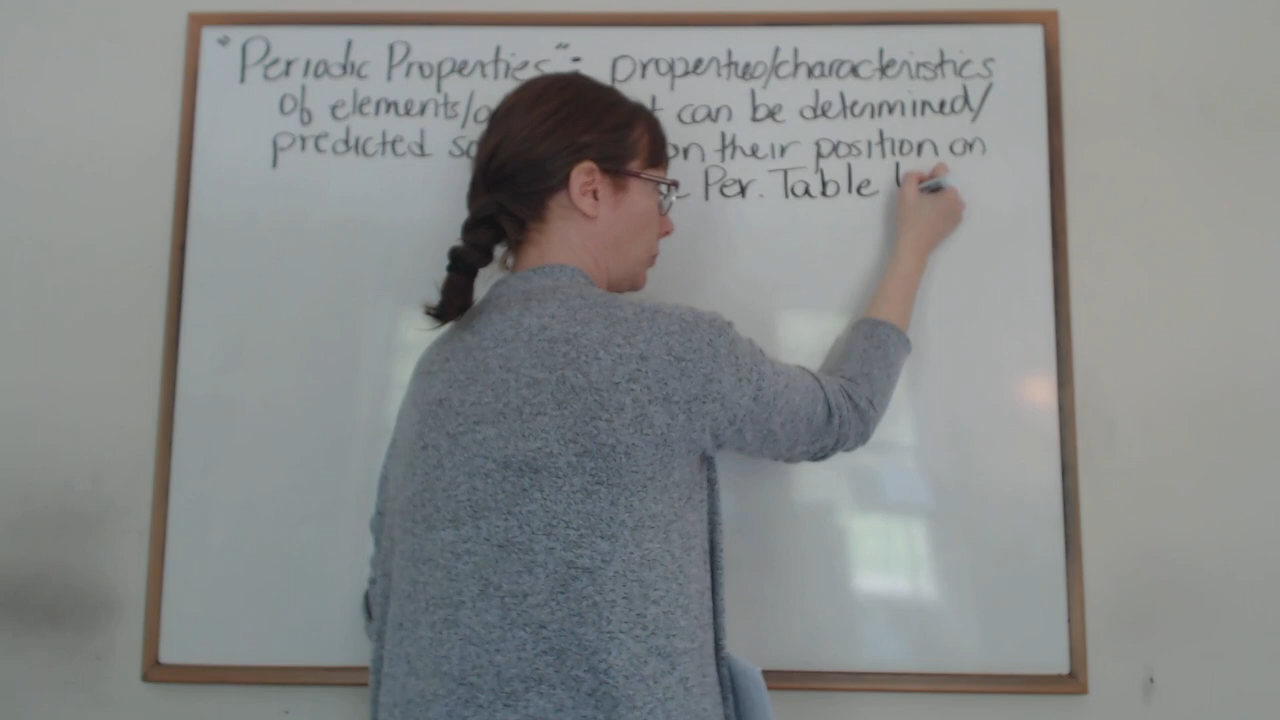 "Periodic Properties": properties/characteristics
of elements/ can be determined/
predicted on their position on
Per. Table